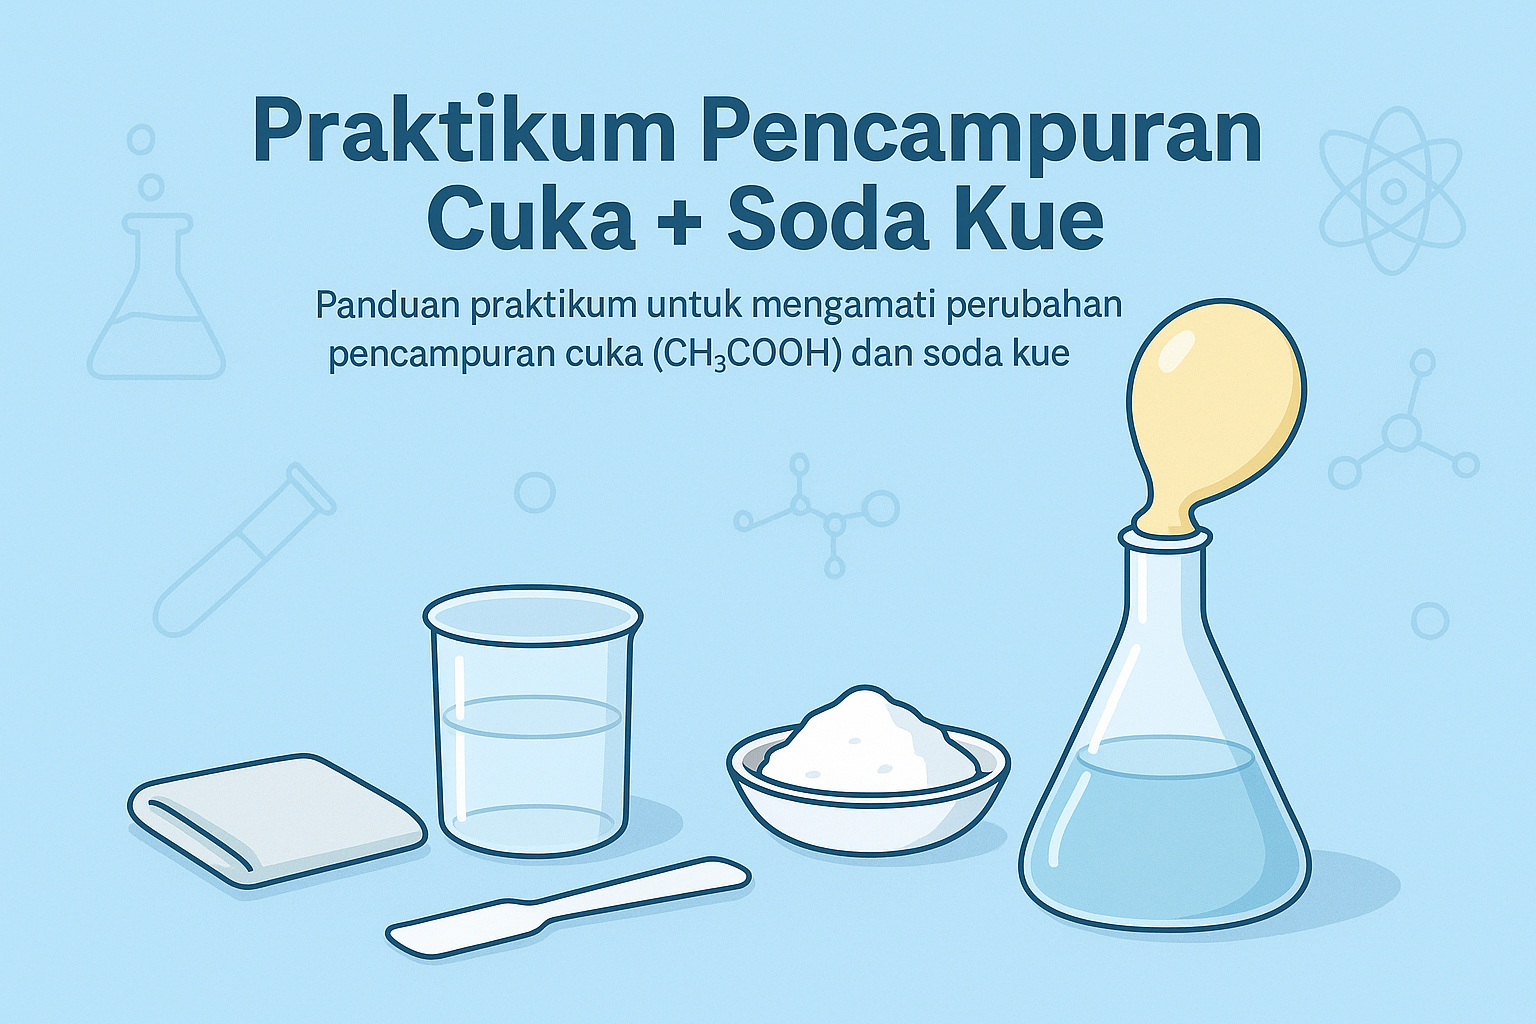 Praktikum Pencampuran
Cuka + Soda Kue
Panduan praktikum untuk mengamati perubahan
pencampuran cuka (CH₃COOH) dan soda kue